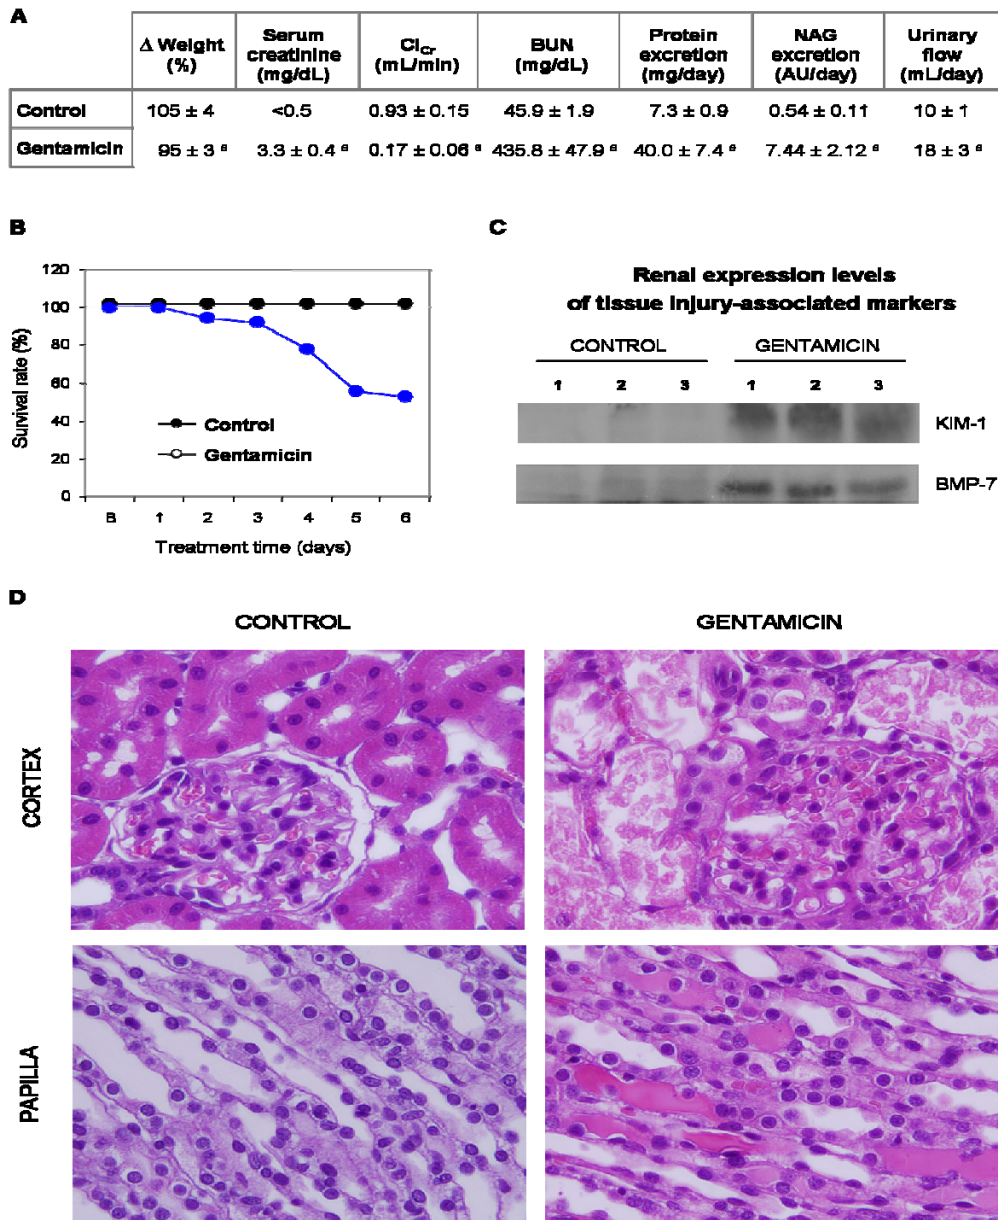 A
Δ Weight (%) Serum creatinine (mg/dL) ClCr (mL/min) BUN (mg/dL) Protein excretion (mg/day) NAG excretion (AU/day) Urinary flow (mL/day)
Control 105 ± 4 <0.5 0.93 ± 0.15 45.9 ± 1.9 7.3 ± 0.9 0.54 ± 0.11 10 ± 1
Gentamicin 95 ± 3 a 3.3 ± 0.4 a 0.17 ± 0.06 a 435.8 ± 47.9 a 40.0 ± 7.4 a 7.44 ± 2.12 a 18 ± 3 a
B
120
100
80
60
40
20
0
Survival rate (%)
Control
Gentamicin
B 1 2 3 4 5 6
Treatment time (days)
C
Renal expression levels
of tissue injury-associated markers
CONTROL GENTAMICIN
1 2 3 1 2 3
KIM-1
BMP-7
D
CONTROL GENTAMICIN
CORTEX
PAPILLA